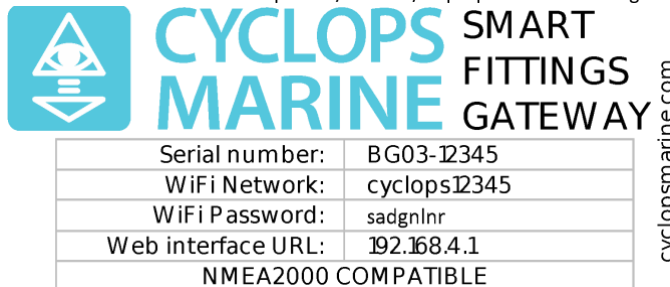 CYCLOPS
MARINE
SMART
FITTINGS
GATEWAY
Serial number: BG03-12345
WiFi Network: cyclops12345
WiFi Password: sadgnlnr
Web interface URL: 192.168.4.1
NMEA2000 COMPATIBLE
cyclopsmarine.com